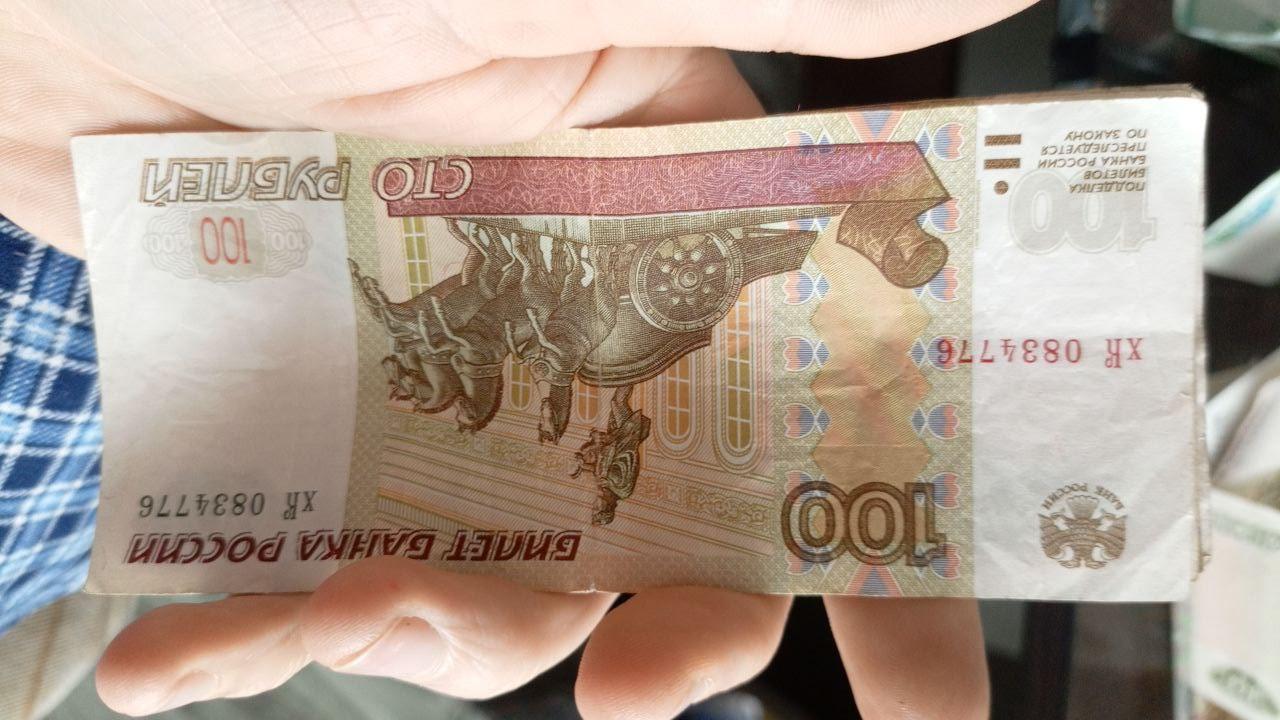 БАНК РОССИИ
100
БИЛЕТ БАНКА РОССИИ
хК 0834776
хК 0834776
100
ПОДДЕЛКА
БИЛЕТОВ
БАНКА РОССИИ
ПРЕСЛЕДУЕТСЯ
ПО ЗАКОНУ
100 100 100
СТО РУБЛЕЙ